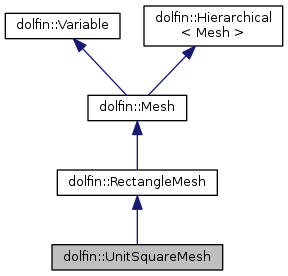 dolfin::Variable
dolfin::Hierarchical
< Mesh >
dolfin::Mesh
dolfin::RectangleMesh
dolfin::UnitSquareMesh